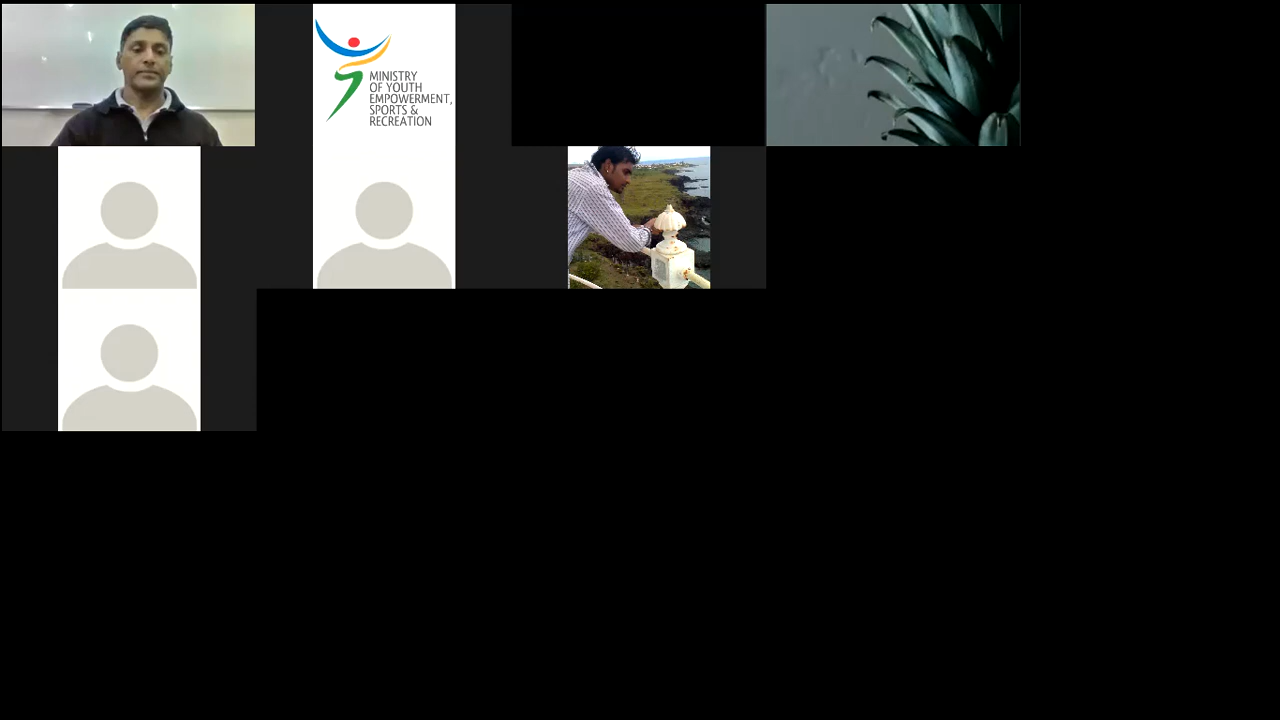 MINISTRY
OF YOUTH
EMPOWERMENT,
SPORTS &
RECREATION